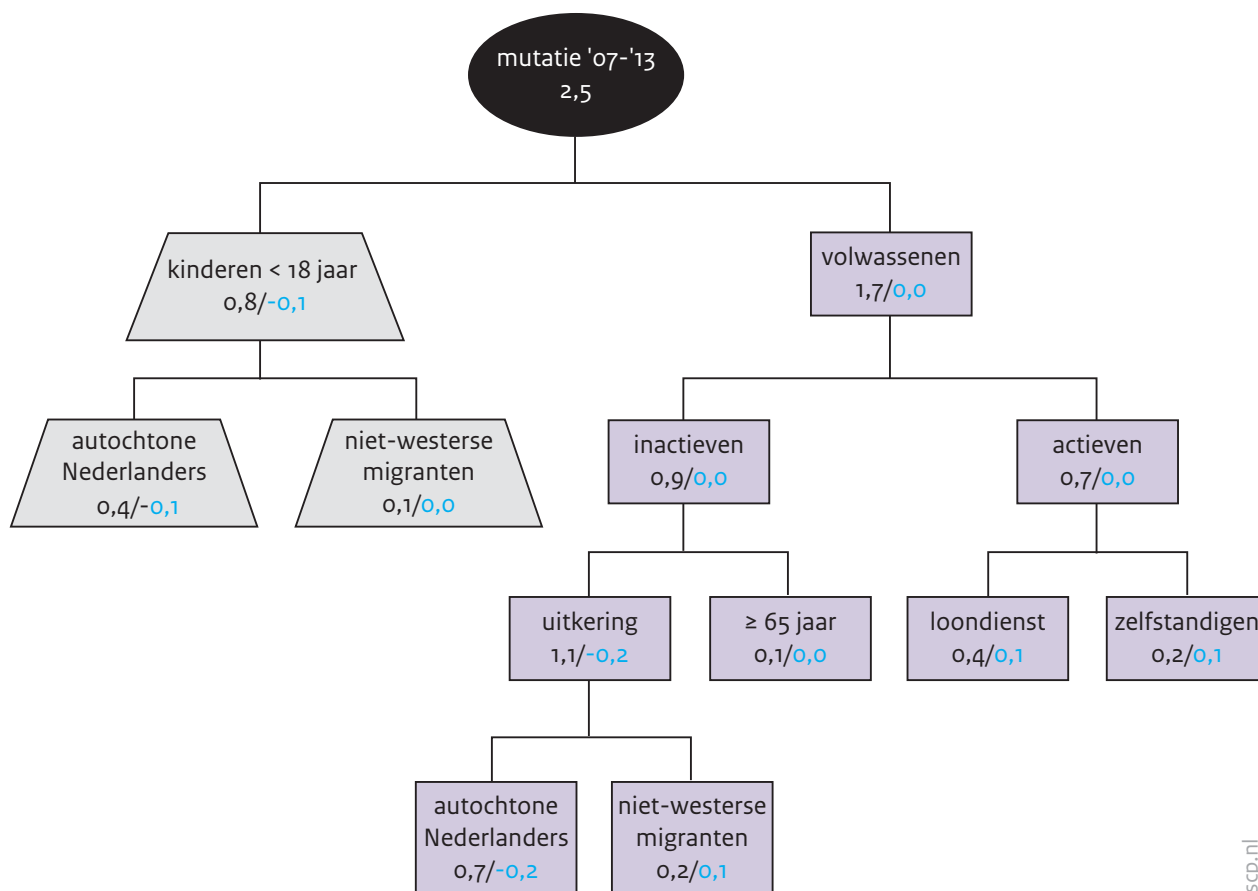 mutatie '07-'13
2,5
kinderen < 18 jaar
0,8/-0,1
volwassenen
1,7/0,0
autochtone
Nederlanders
0,4/-0,1
niet-westerse
migranten
0,1/0,0
inactieven
0,9/0,0
actieven
0,7/0,0
uitkering
1,1/-0,2
≥ 65 jaar
0,1/0,0
loondienst
0,4/0,1
zelfstandigen
0,2/0,1
autochtone
Nederlanders
0,7/-0,2
niet-westerse
migranten
0,2/0,1
scp.nl